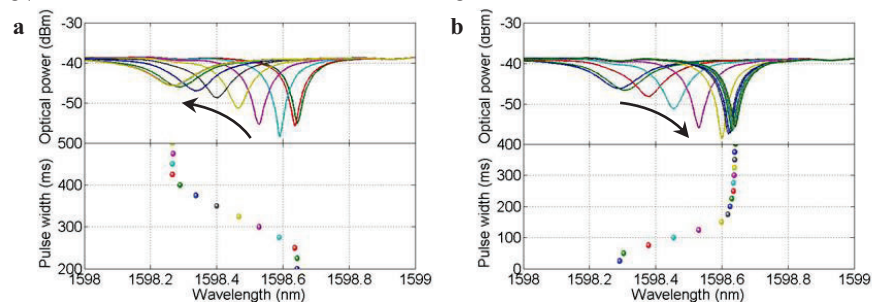 a
Optical power (dBm)
-30
-40
-50
500
Pulse width (ms)
400
300
200
1598 1598.2 1598.4 1598.6 1598.8 1599
Wavelength (nm)
b
Optical power (dBm)
-30
-40
-50
400
Pulse width (ms)
300
200
100
0
1598 1598.2 1598.4 1598.6 1598.8 1599
Wavelength (nm)